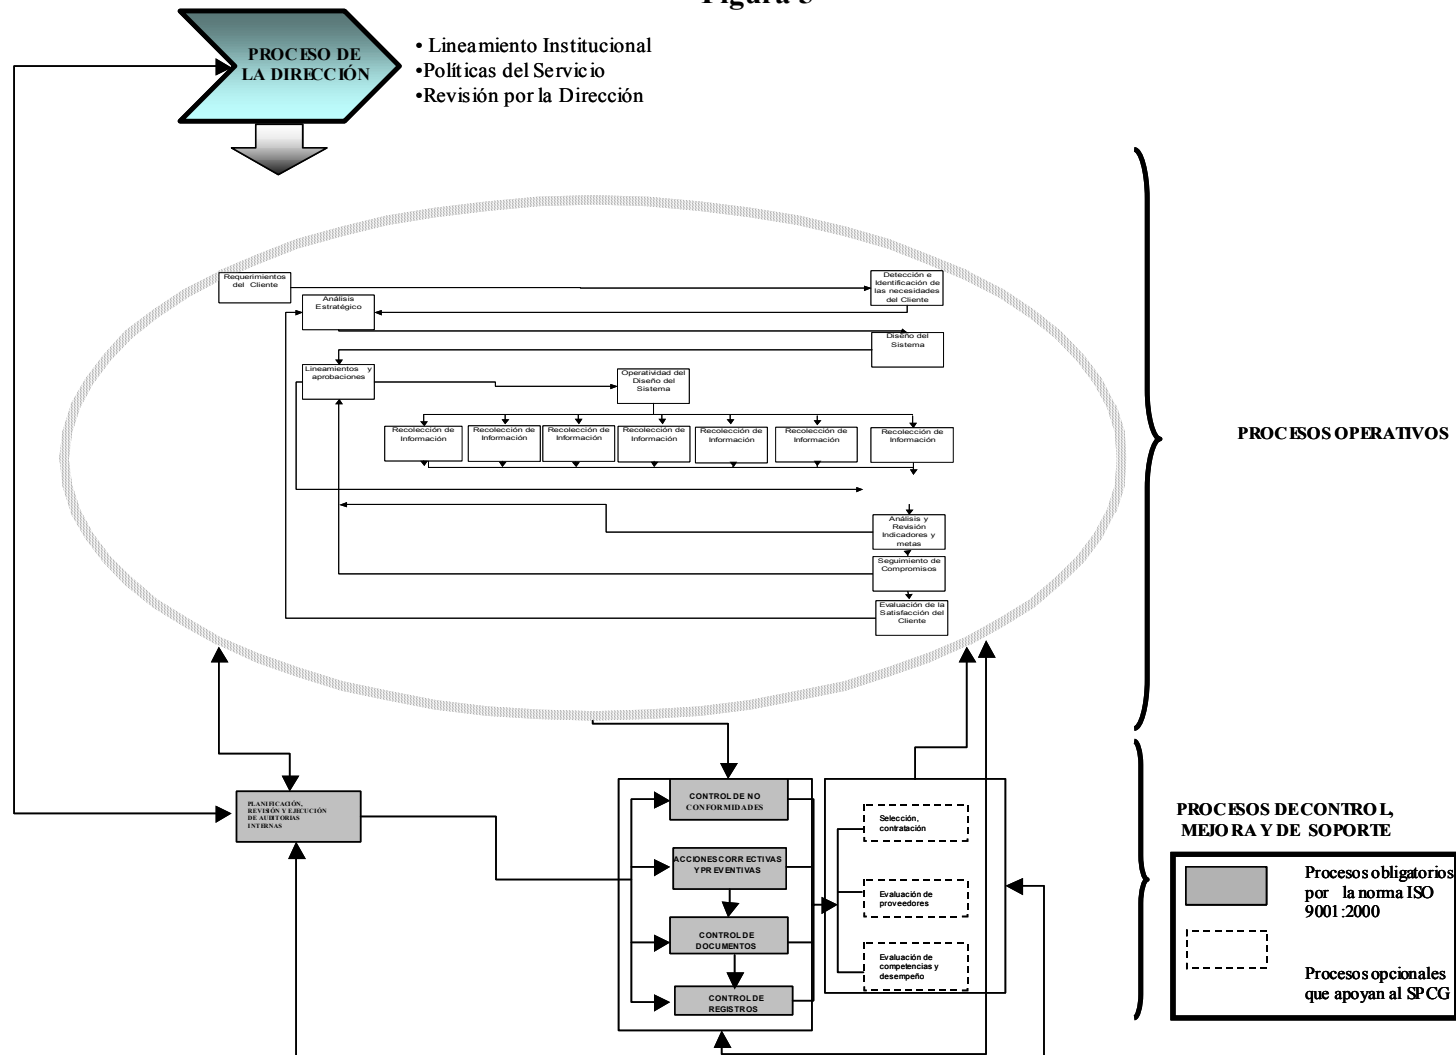 Figura 3
PROCESO DE
LA DIRECCIÓN
• Lineamiento Institucional
•Políticas del Servicio
•Revisión por la Dirección
Requerimientos
del Cliente
Detección e
Identificación de
las necesidades
del Cliente
Análisis
Estratégico
Diseño del
Sistema
Lineamientos y
aprobaciones
Operatividad del
Diseño del
Sistema
Recolección de
Información
Recolección de
Información
Recolección de
Información
Recolección de
Información
Recolección de
Información
Recolección de
Información
Recolección de
Información
Análisis y
Revisión
Indicadores y
metas
Seguimiento de
Compromisos
Evaluación de la
Satisfacción del
Cliente
PROCESOS OPERATIVOS
PLANIFICACIÓN,
REVISIÓN Y EJECUCIÓN
DE AUDITORIAS
INTERNAS
CONTROL DE NO
CONFORMIDADES
ACCIONES CORRECTIVAS
Y PREVENTIVAS
CONTROL DE
DOCUMENTOS
CONTROL DE
REGISTROS
Selección,
contratación
Evaluación de
proveedores
Evaluación de
competencias y
desempeño
PROCESOS DE CONTROL,
MEJORA Y DE SOPORTE
Procesos obligatorios
por la norma ISO
9001:2000
Procesos opcionales
que apoyan al SPCG